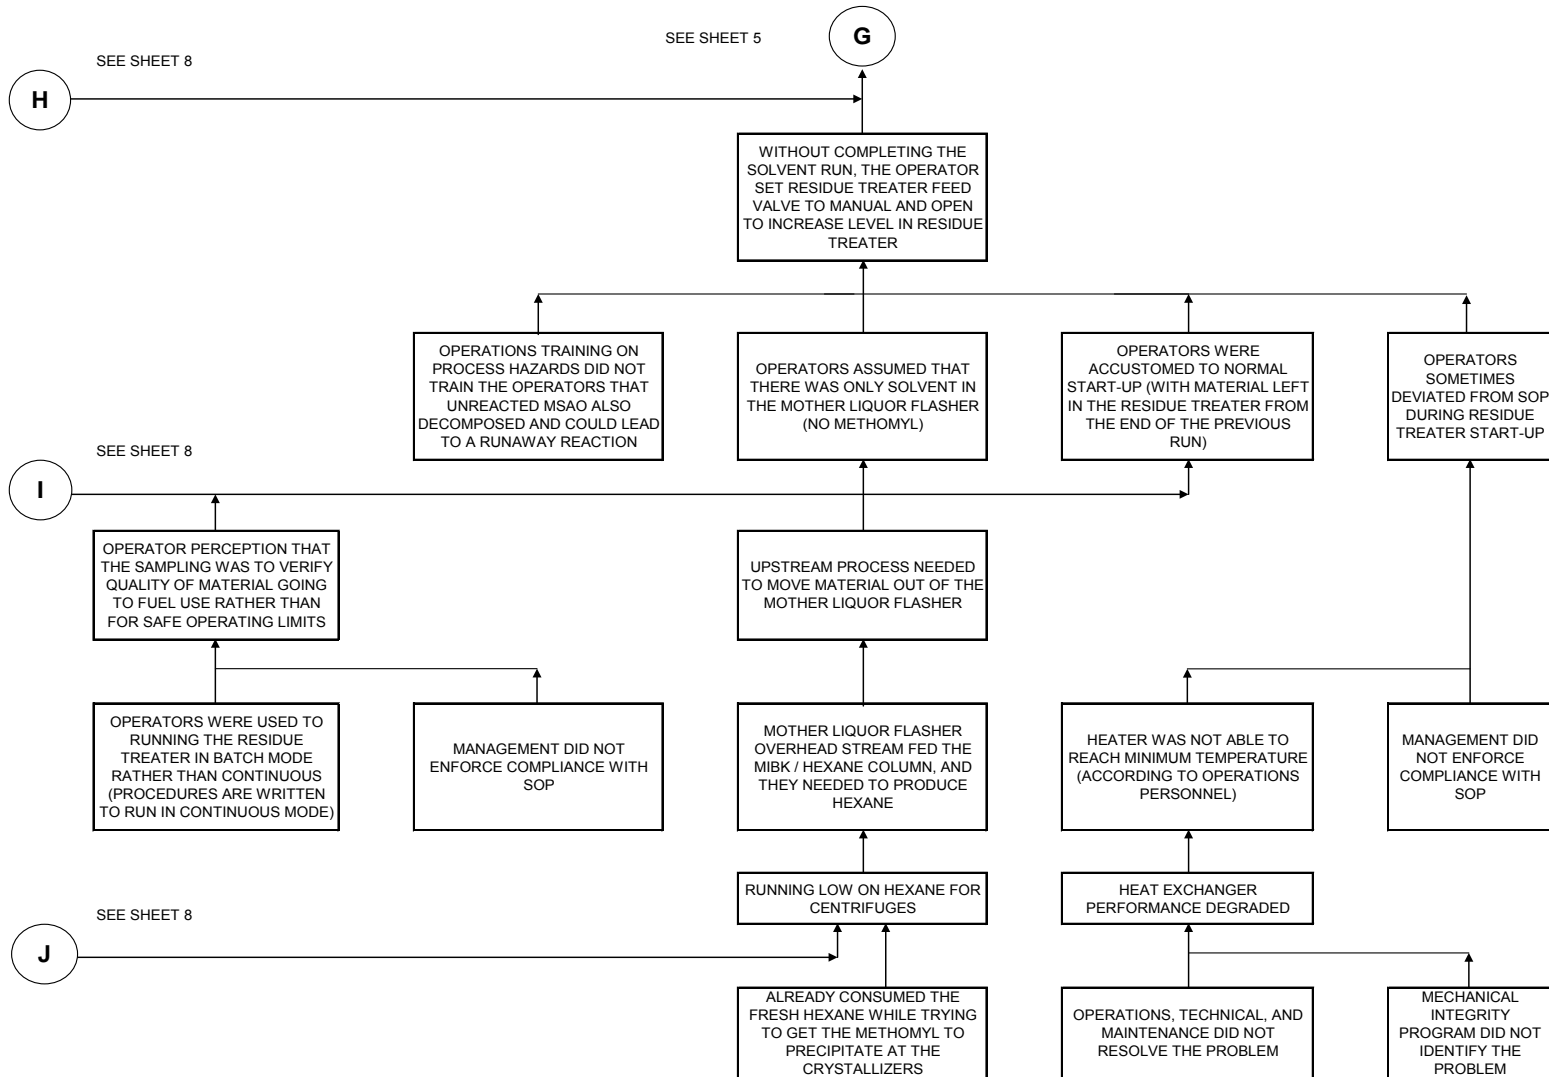 SEE SHEET 5
G
SEE SHEET 8
H
WITHOUT COMPLETING THE
SOLVENT RUN, THE OPERATOR
SET RESIDUE TREATER FEED
VALVE TO MANUAL AND OPEN
TO INCREASE LEVEL IN RESIDUE
TREATER
OPERATIONS TRAINING ON
PROCESS HAZARDS DID NOT
TRAIN THE OPERATORS THAT
UNREACTED MSAO ALSO
DECOMPOSED AND COULD LEAD
TO A RUNAWAY REACTION
OPERATORS ASSUMED THAT
THERE WAS ONLY SOLVENT IN
THE MOTHER LIQUOR FLASHER
(NO METHOMYL)
OPERATORS WERE
ACCUSTOMED TO NORMAL
START-UP (WITH MATERIAL LEFT
IN THE RESIDUE TREATER FROM
THE END OF THE PREVIOUS
RUN)
OPERATORS
SOMETIMES
DEVIATED FROM SOP
DURING RESIDUE
TREATER START-UP
SEE SHEET 8
I
OPERATOR PERCEPTION THAT
THE SAMPLING WAS TO VERIFY
QUALITY OF MATERIAL GOING
TO FUEL USE RATHER THAN
FOR SAFE OPERATING LIMITS
UPSTREAM PROCESS NEEDED
TO MOVE MATERIAL OUT OF THE
MOTHER LIQUOR FLASHER
OPERATORS WERE USED TO
RUNNING THE RESIDUE
TREATER IN BATCH MODE
RATHER THAN CONTINUOUS
(PROCEDURES ARE WRITTEN
TO RUN IN CONTINUOUS MODE)
MANAGEMENT DID NOT
ENFORCE COMPLIANCE WITH
SOP
MOTHER LIQUOR FLASHER
OVERHEAD STREAM FED THE
MIBK / HEXANE COLUMN, AND
THEY NEEDED TO PRODUCE
HEXANE
HEATER WAS NOT ABLE TO
REACH MINIMUM TEMPERATURE
(ACCORDING TO OPERATIONS
PERSONNEL)
MANAGEMENT DID
NOT ENFORCE
COMPLIANCE WITH
SOP
RUNNING LOW ON HEXANE FOR
CENTRIFUGES
HEAT EXCHANGER
PERFORMANCE DEGRADED
SEE SHEET 8
J
ALREADY CONSUMED THE
FRESH HEXANE WHILE TRYING
TO GET THE METHOMYL TO
PRECIPITATE AT THE
CRYSTALLIZERS
OPERATIONS, TECHNICAL, AND
MAINTENANCE DID NOT
RESOLVE THE PROBLEM
MECHANICAL
INTEGRITY
PROGRAM DID NOT
IDENTIFY THE
PROBLEM